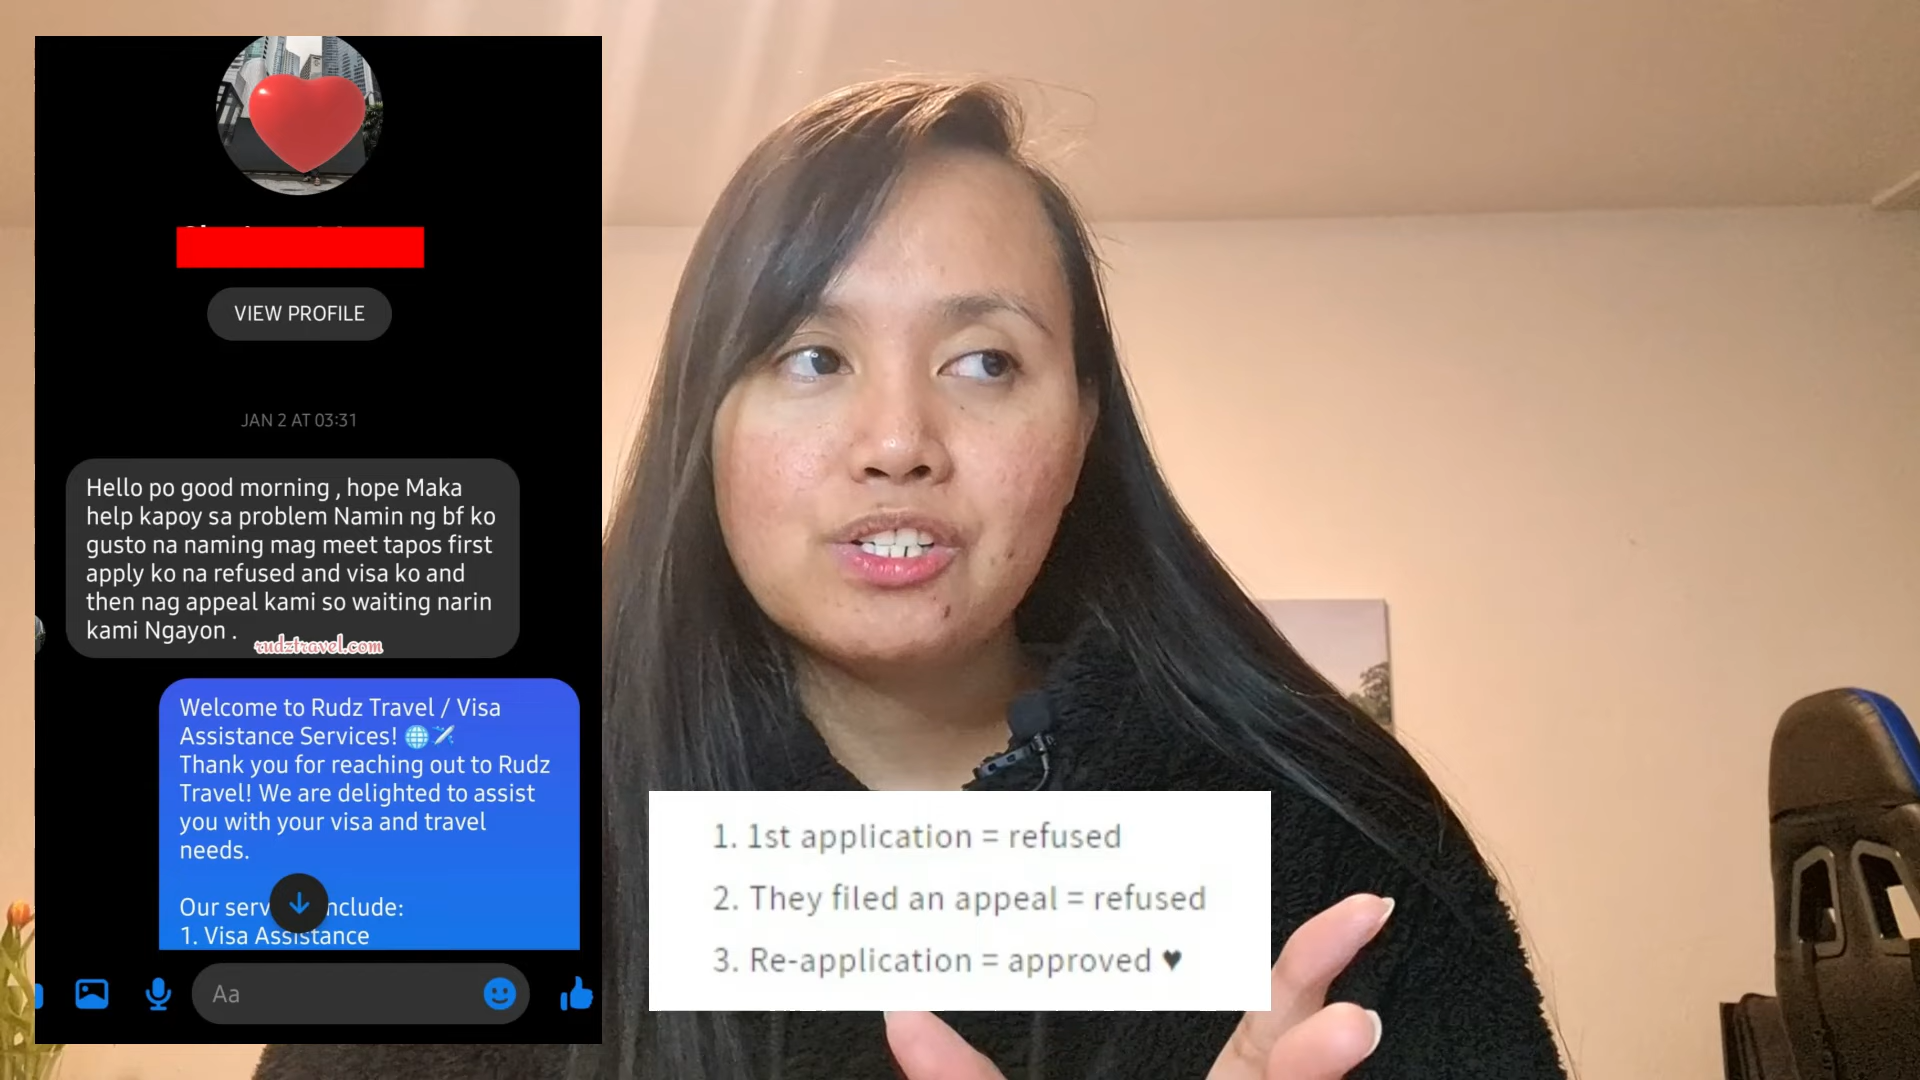 VIEW PROFILE
JAN 2 AT 03:31
Hello po good morning , hope Maka
help kapoy sa problem Namin ng bf ko
gusto na naming mag meet tapos first
apply ko na refused and visa ko and
then nag appeal kami so waiting narin
kami Ngayon .
rudztravel.com
Welcome to Rudz Travel / Visa
Assistance Services! 🌐✈️
Thank you for reaching out to Rudz
Travel! We are delighted to assist
you with your visa and travel
needs.
Our include:
1. Visa Assistance
Aa
1. 1st application = refused
2. They filed an appeal = refused
3. Re-application = approved ♥